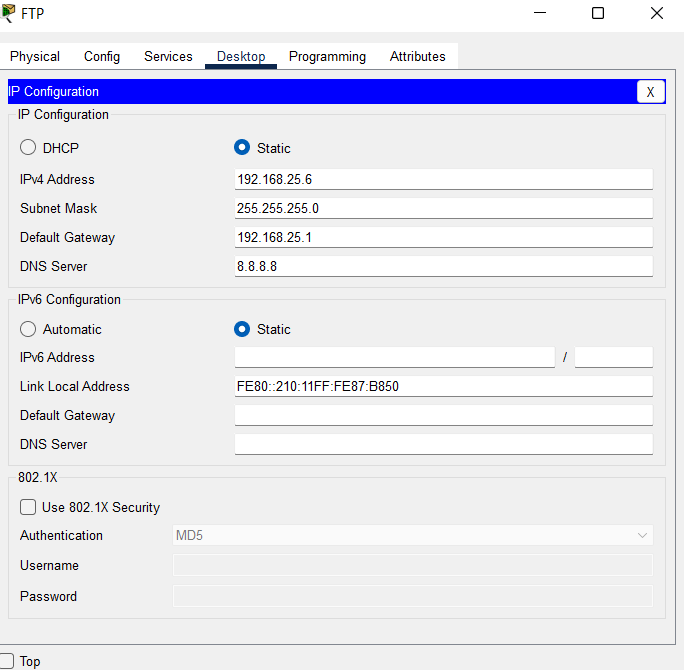 FTP
Physical Config Services Desktop Programming Attributes
IP Configuration
X
IP Configuration
DHCP Static
IPv4 Address 192.168.25.6
Subnet Mask 255.255.255.0
Default Gateway 192.168.25.1
DNS Server 8.8.8.8
IPv6 Configuration
Automatic Static
IPv6 Address /
Link Local Address FE80::210:11FF:FE87:B850
Default Gateway
DNS Server
802.1X
Use 802.1X Security
Authentication MD5
Username
Password
Top